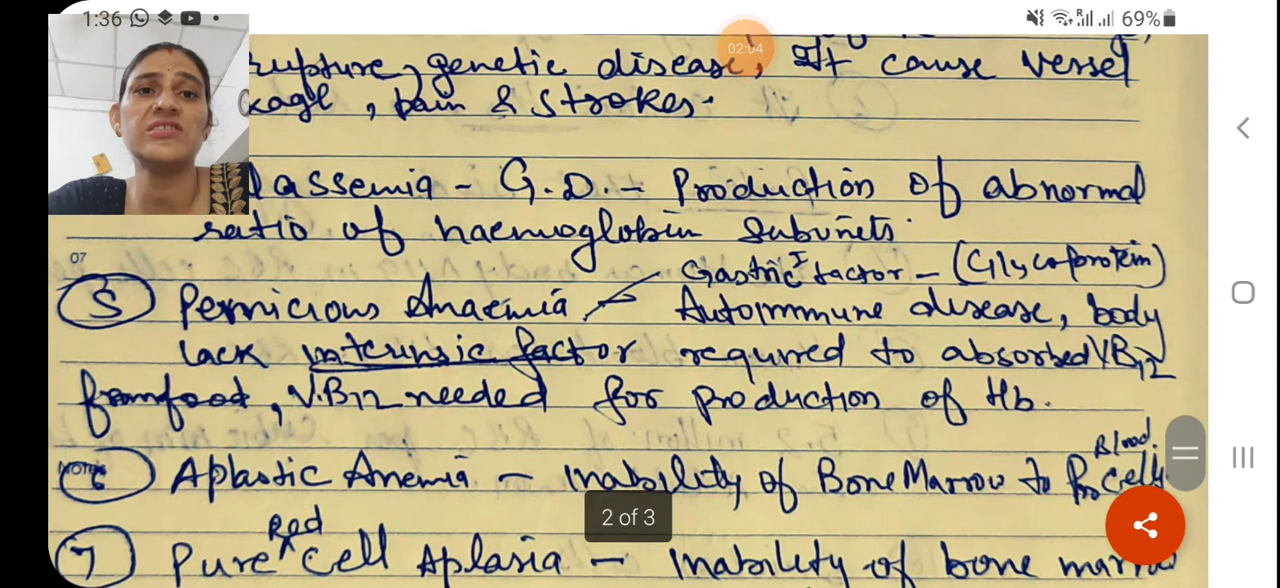 1:36
69%
02:04
rupture, genetic disease, It cause vessel
kage, pain & strokes.
lassemia - G.D. - Production of abnormal
ratio of haemoglobin subunits.
07
Gastric I factor - (Glycoprotein)
5 Pernicious Anaemia, Autoimmune disease, body
lack intrinsic factor required to absorbed V B12
from food, V.B12 needed for production of Hb.
Blood
NOTES
6 Aplastic Anemia - Inability of Bone Marrow to Pro cells
2 of 3
Red
7 Pure cell Aplasia - Inability of bone